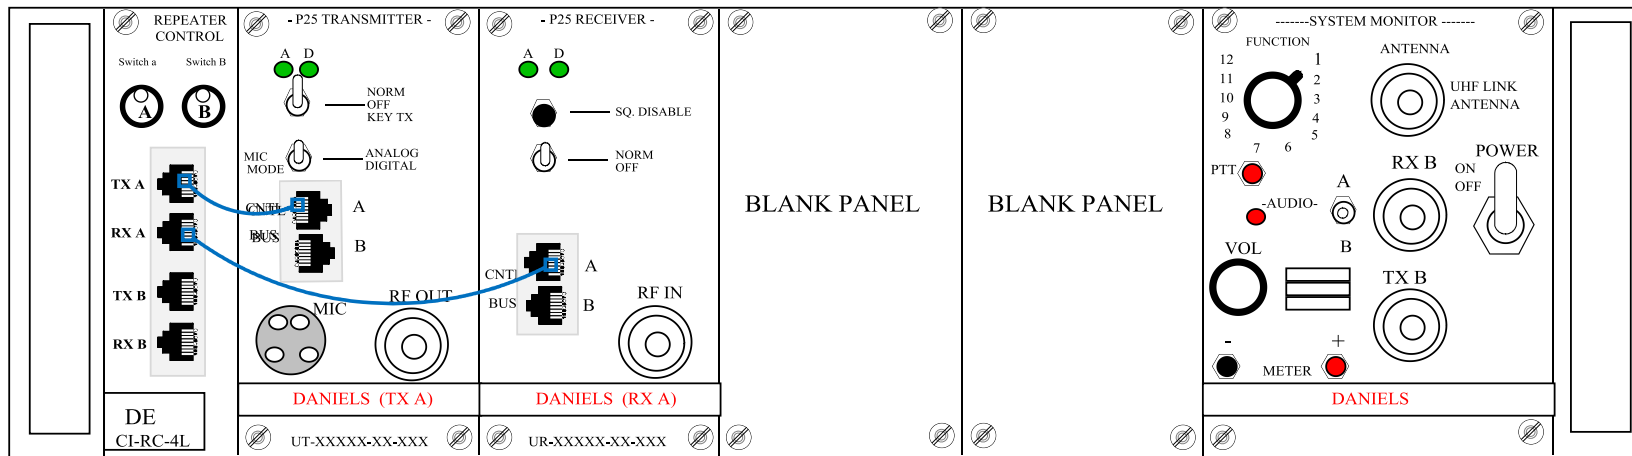 REPEATER
CONTROL
Switch a
Switch B
A
B
TX A
RX A
TX B
RX B
DE
CI-RC-4L
- P25 TRANSMITTER -
A D
NORM
OFF
KEY TX
MIC
MODE
ANALOG
DIGITAL
CNTL
BUS
A
B
MIC
RF OUT
DANIELS (TX A)
UT-XXXXX-XX-XXX
- P25 RECEIVER -
A D
SQ. DISABLE
NORM
OFF
CNTL
BUS
A
B
RF IN
DANIELS (RX A)
UR-XXXXX-XX-XXX
BLANK PANEL
BLANK PANEL
-------SYSTEM MONITOR -------
FUNCTION
12
11
10
9
8
7
6
5
4
3
2
1
ANTENNA
UHF LINK
ANTENNA
PTT
-AUDIO-
A
B
RX B
POWER
ON
OFF
VOL
TX B
-
METER
+
DANIELS